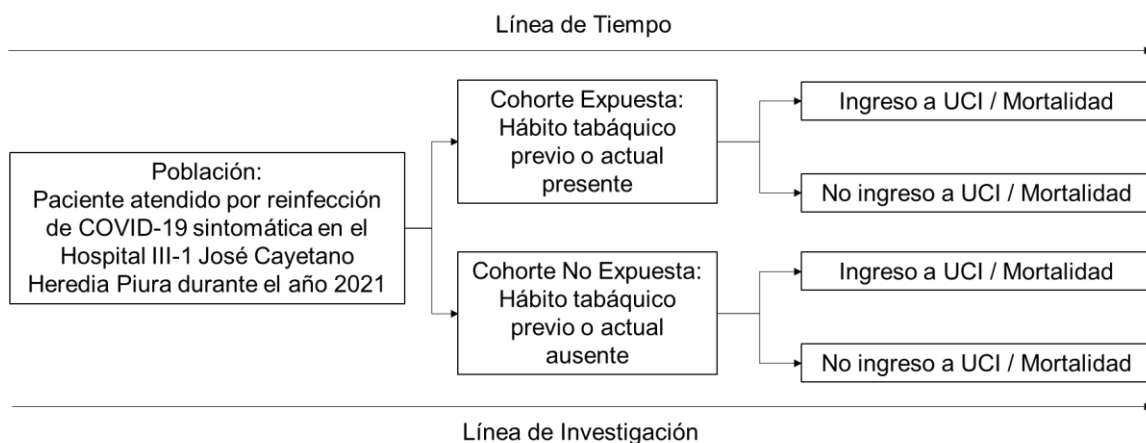 Línea de Tiempo
Población:
Paciente atendido por reinfección
de COVID-19 sintomática en el
Hospital III-1 José Cayetano
Heredia Piura durante el año 2021
Cohorte Expuesta:
Hábito tabáquico
previo o actual
presente
Ingreso a UCI / Mortalidad
No ingreso a UCI / Mortalidad
Cohorte No Expuesta:
Hábito tabáquico
previo o actual
ausente
Ingreso a UCI / Mortalidad
No ingreso a UCI / Mortalidad
Línea de Investigación